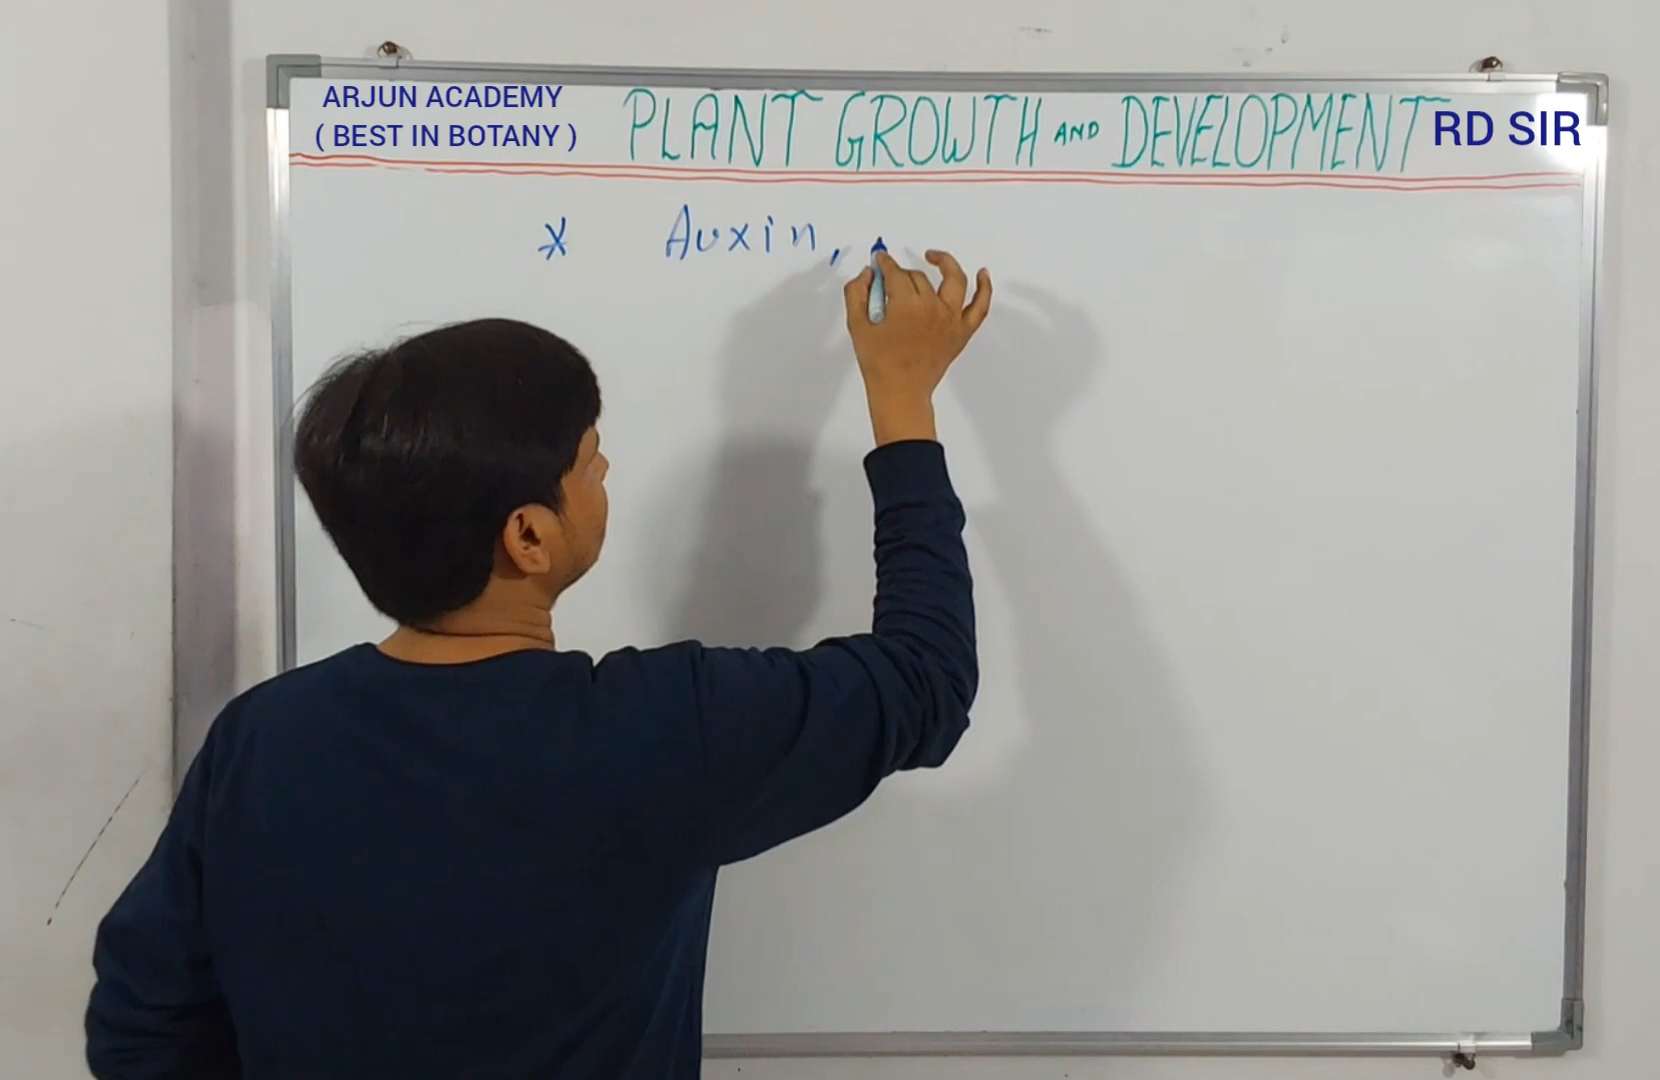 ARJUN ACADEMY
( BEST IN BOTANY )
PLANT GROWTH AND DEVELOPMENT
RD SIR
* Auxin,